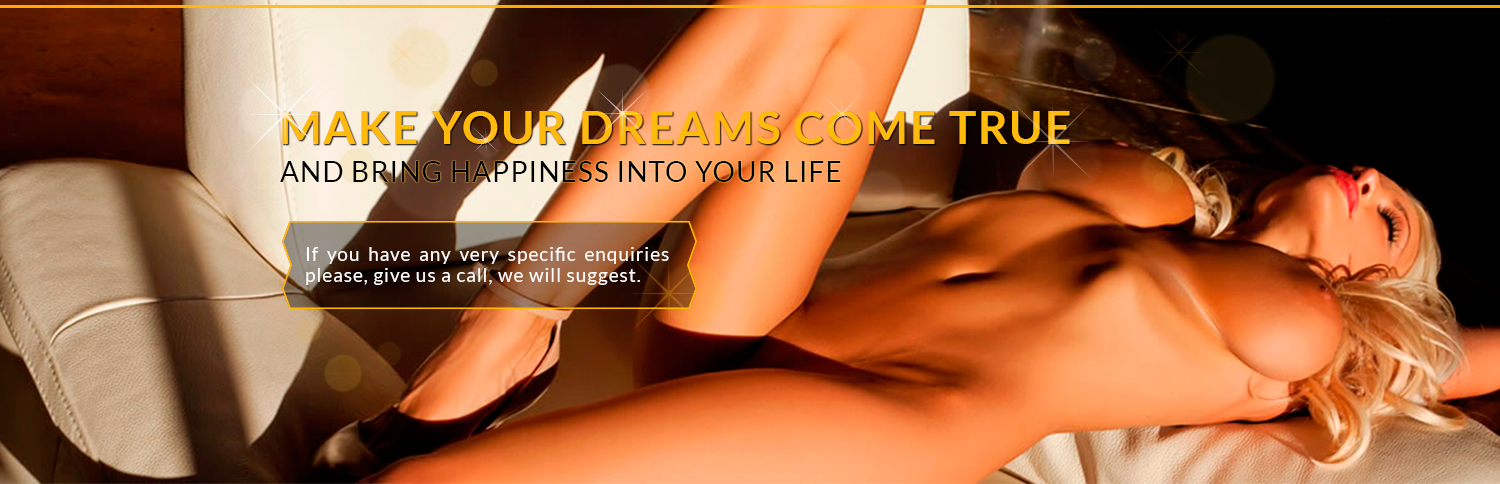 MAKE YOUR DREAMS COME TRUE
AND BRING HAPPINESS INTO YOUR LIFE
If you have any very specific enquiries
please, give us a call, we will suggest.